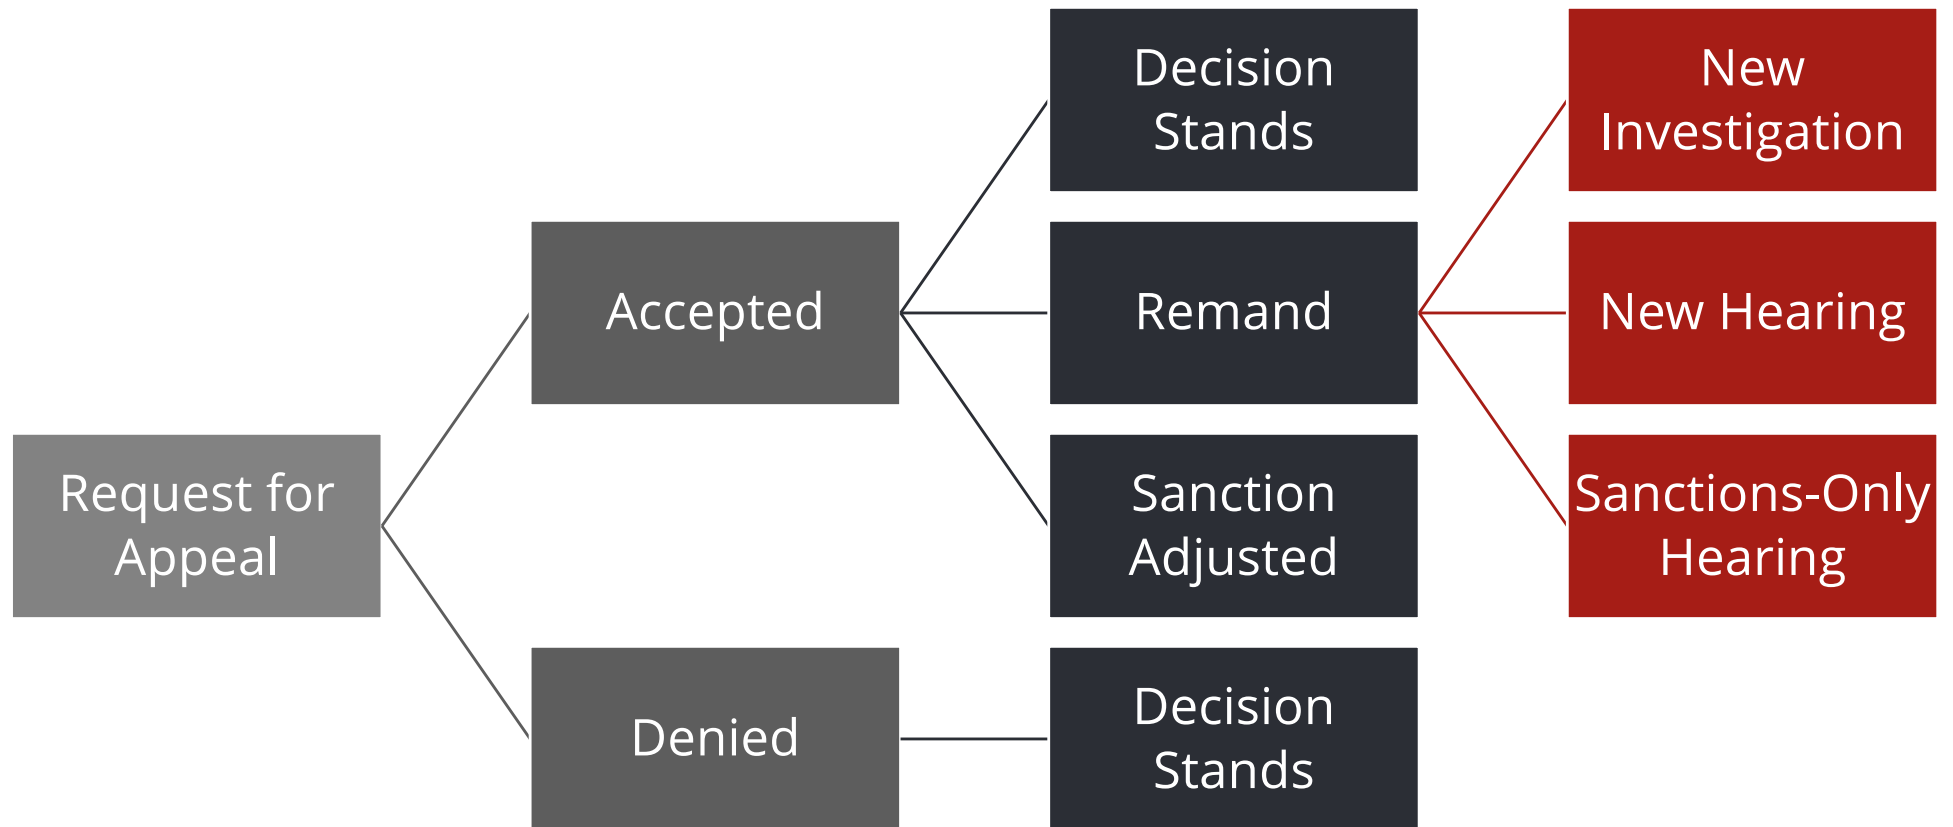 Request for
Appeal
Accepted
Denied
Decision
Stands
Remand
Sanction
Adjusted
Decision
Stands
New
Investigation
New Hearing
Sanctions-Only
Hearing